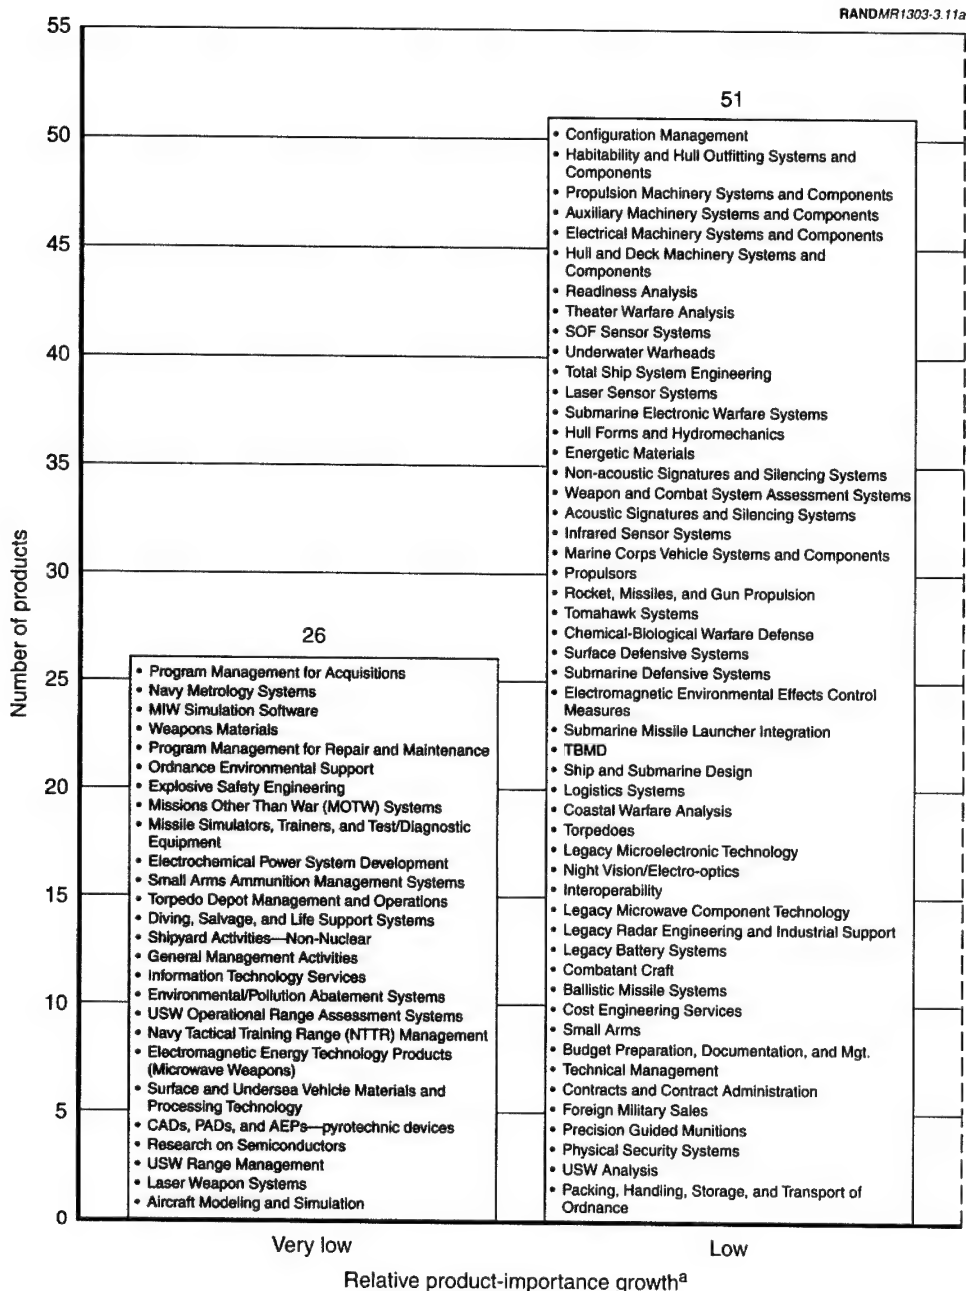 RANDMR1303-3.11a
55
50
45
40
35
30
25
20
15
10
5
0
Number of products
26
• Program Management for Acquisitions
• Navy Metrology Systems
• MIW Simulation Software
• Weapons Materials
• Program Management for Repair and Maintenance
• Ordnance Environmental Support
• Explosive Safety Engineering
• Missions Other Than War (MOTW) Systems
• Missile Simulators, Trainers, and Test/Diagnostic
Equipment
• Electrochemical Power System Development
• Small Arms Ammunition Management Systems
• Torpedo Depot Management and Operations
• Diving, Salvage, and Life Support Systems
• Shipyard Activities—Non-Nuclear
• General Management Activities
• Information Technology Services
• Environmental/Pollution Abatement Systems
• USW Operational Range Assessment Systems
• Navy Tactical Training Range (NTTR) Management
• Electromagnetic Energy Technology Products
(Microwave Weapons)
• Surface and Undersea Vehicle Materials and
Processing Technology
• CADs, PADs, and AEPs—pyrotechnic devices
• Research on Semiconductors
• USW Range Management
• Laser Weapon Systems
• Aircraft Modeling and Simulation
51
• Configuration Management
• Habitability and Hull Outfitting Systems and
Components
• Propulsion Machinery Systems and Components
• Auxiliary Machinery Systems and Components
• Electrical Machinery Systems and Components
• Hull and Deck Machinery Systems and
Components
• Readiness Analysis
• Theater Warfare Analysis
• SOF Sensor Systems
• Underwater Warheads
• Total Ship System Engineering
• Laser Sensor Systems
• Submarine Electronic Warfare Systems
• Hull Forms and Hydromechanics
• Energetic Materials
• Non-acoustic Signatures and Silencing Systems
• Weapon and Combat System Assessment Systems
• Acoustic Signatures and Silencing Systems
• Infrared Sensor Systems
• Marine Corps Vehicle Systems and Components
• Propulsors
• Rocket, Missiles, and Gun Propulsion
• Tomahawk Systems
• Chemical-Biological Warfare Defense
• Surface Defensive Systems
• Submarine Defensive Systems
• Electromagnetic Environmental Effects Control
Measures
• Submarine Missile Launcher Integration
• TBMD
• Ship and Submarine Design
• Logistics Systems
• Coastal Warfare Analysis
• Torpedoes
• Legacy Microelectronic Technology
• Night Vision/Electro-optics
• Interoperability
• Legacy Microwave Component Technology
• Legacy Radar Engineering and Industrial Support
• Legacy Battery Systems
• Combatant Craft
• Ballistic Missile Systems
• Cost Engineering Services
• Small Arms
• Budget Preparation, Documentation, and Mgt.
• Technical Management
• Contracts and Contract Administration
• Foreign Military Sales
• Precision Guided Munitions
• Physical Security Systems
• USW Analysis
• Packing, Handling, Storage, and Transport of
Ordnance
Very low
Low
Relative product-importance growthᵃ